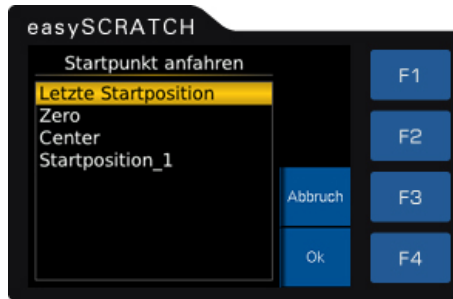 easySCRATCH
Startpunkt anfahren
Letzte Startposition
Zero
Center
Startposition_1
Abbruch
Ok
F1
F2
F3
F4